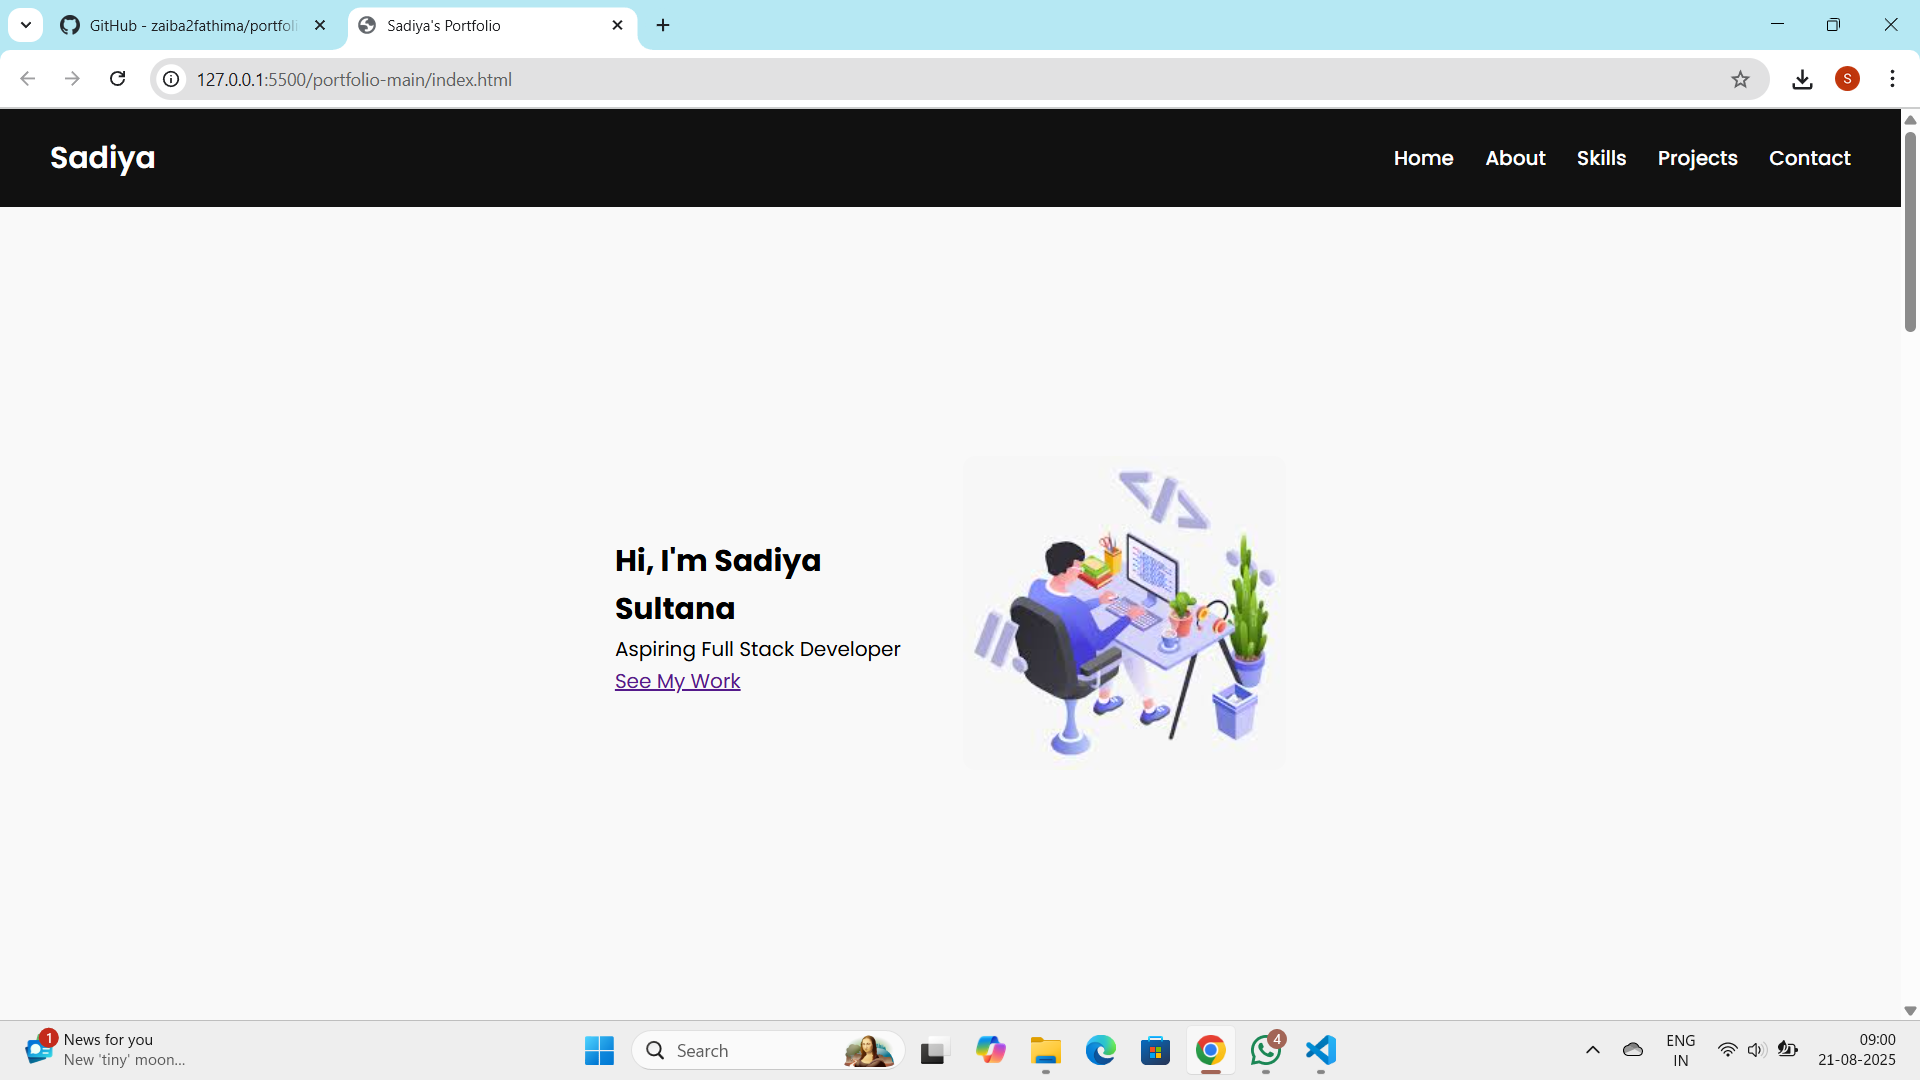 GitHub - zaiba2fathima/portfoli
Sadiya's Portfolio
127.0.0.1:5500/portfolio-main/index.html
S
Sadiya
Home
About
Skills
Projects
Contact
Hi, I'm Sadiya
Sultana
Aspiring Full Stack Developer
See My Work
</>
1
News for you
New 'tiny' moon...
Search
4
ENG
IN
09:00
21-08-2025